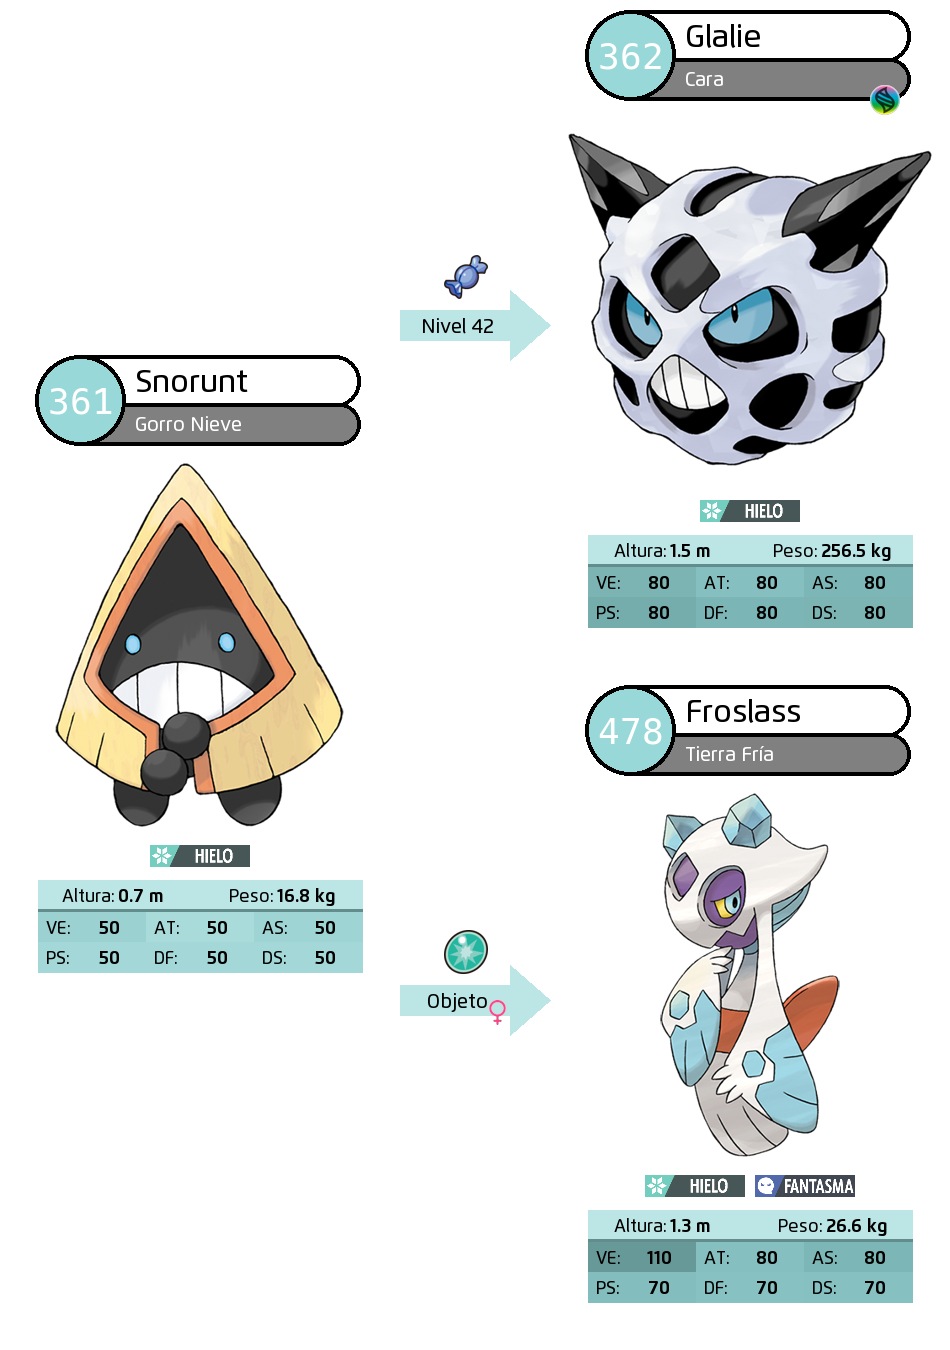 361
Snorunt
Gorro Nieve
HIELO
Altura: 0.7 m Peso: 16.8 kg
VE: 50 AT: 50 AS: 50
PS: 50 DF: 50 DS: 50
Nivel 42
362
Glalie
Cara
HIELO
Altura: 1.5 m Peso: 256.5 kg
VE: 80 AT: 80 AS: 80
PS: 80 DF: 80 DS: 80
Objeto
478
Froslass
Tierra Fría
HIELO FANTASMA
Altura: 1.3 m Peso: 26.6 kg
VE: 110 AT: 80 AS: 80
PS: 70 DF: 70 DS: 70